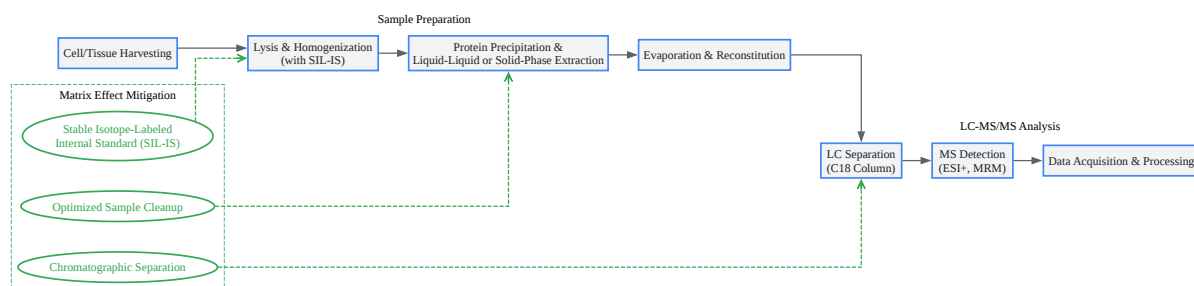 Sample Preparation
Cell/Tissue Harvesting
Lysis & Homogenization
(with SIL-IS)
Protein Precipitation &
Liquid-Liquid or Solid-Phase Extraction
Evaporation & Reconstitution
Matrix Effect Mitigation
Stable Isotope-Labeled
Internal Standard (SIL-IS)
Optimized Sample Cleanup
Chromatographic Separation
LC-MS/MS Analysis
LC Separation
(C18 Column)
MS Detection
(ESI+, MRM)
Data Acquisition & Processing